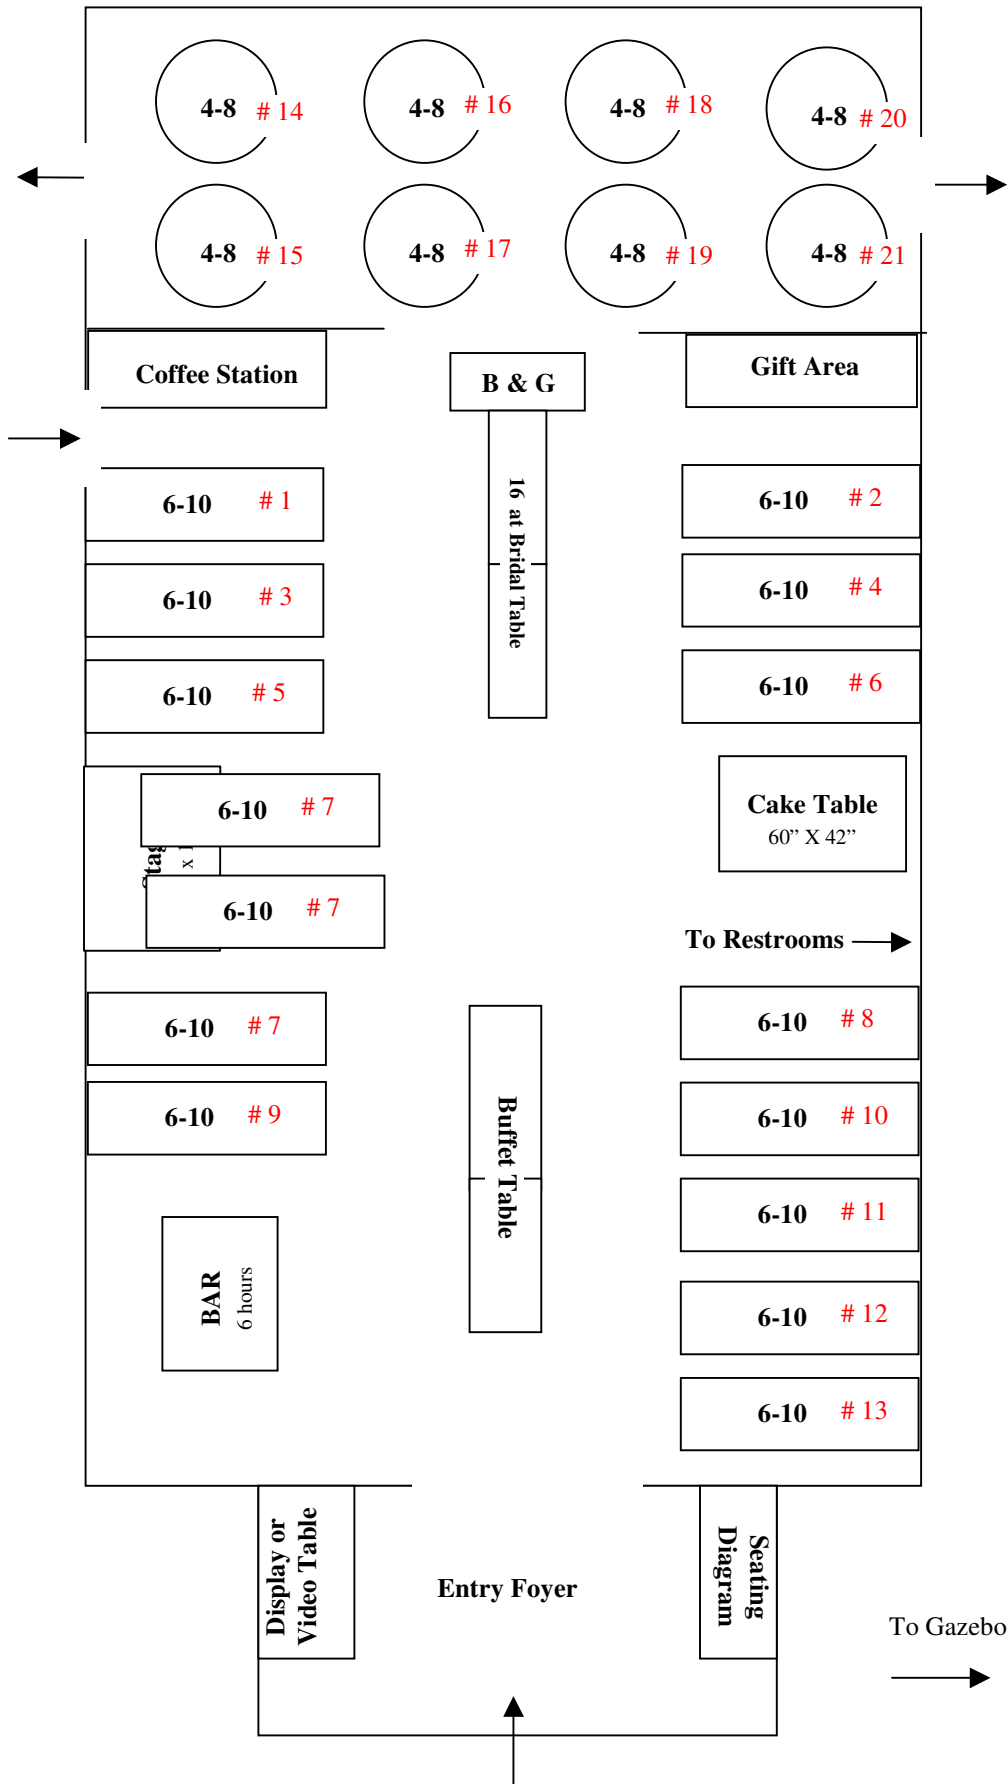 4-8 # 14
4-8 # 16
4-8 # 18
4-8 # 20
4-8 # 15
4-8 # 17
4-8 # 19
4-8 # 21
Coffee Station
B & G
Gift Area
16 at Bridal Table
6-10 # 1
6-10 # 2
6-10 # 3
6-10 # 4
6-10 # 5
6-10 # 6
6-10 # 7
Cake Table
60” X 42”
6-10 # 7
To Restrooms
6-10 # 7
6-10 # 8
6-10 # 9
6-10 # 10
Buffet Table
6-10 # 11
BAR
6 hours
6-10 # 12
6-10 # 13
Display or
Video Table
Entry Foyer
Seating
Diagram
To Gazebo